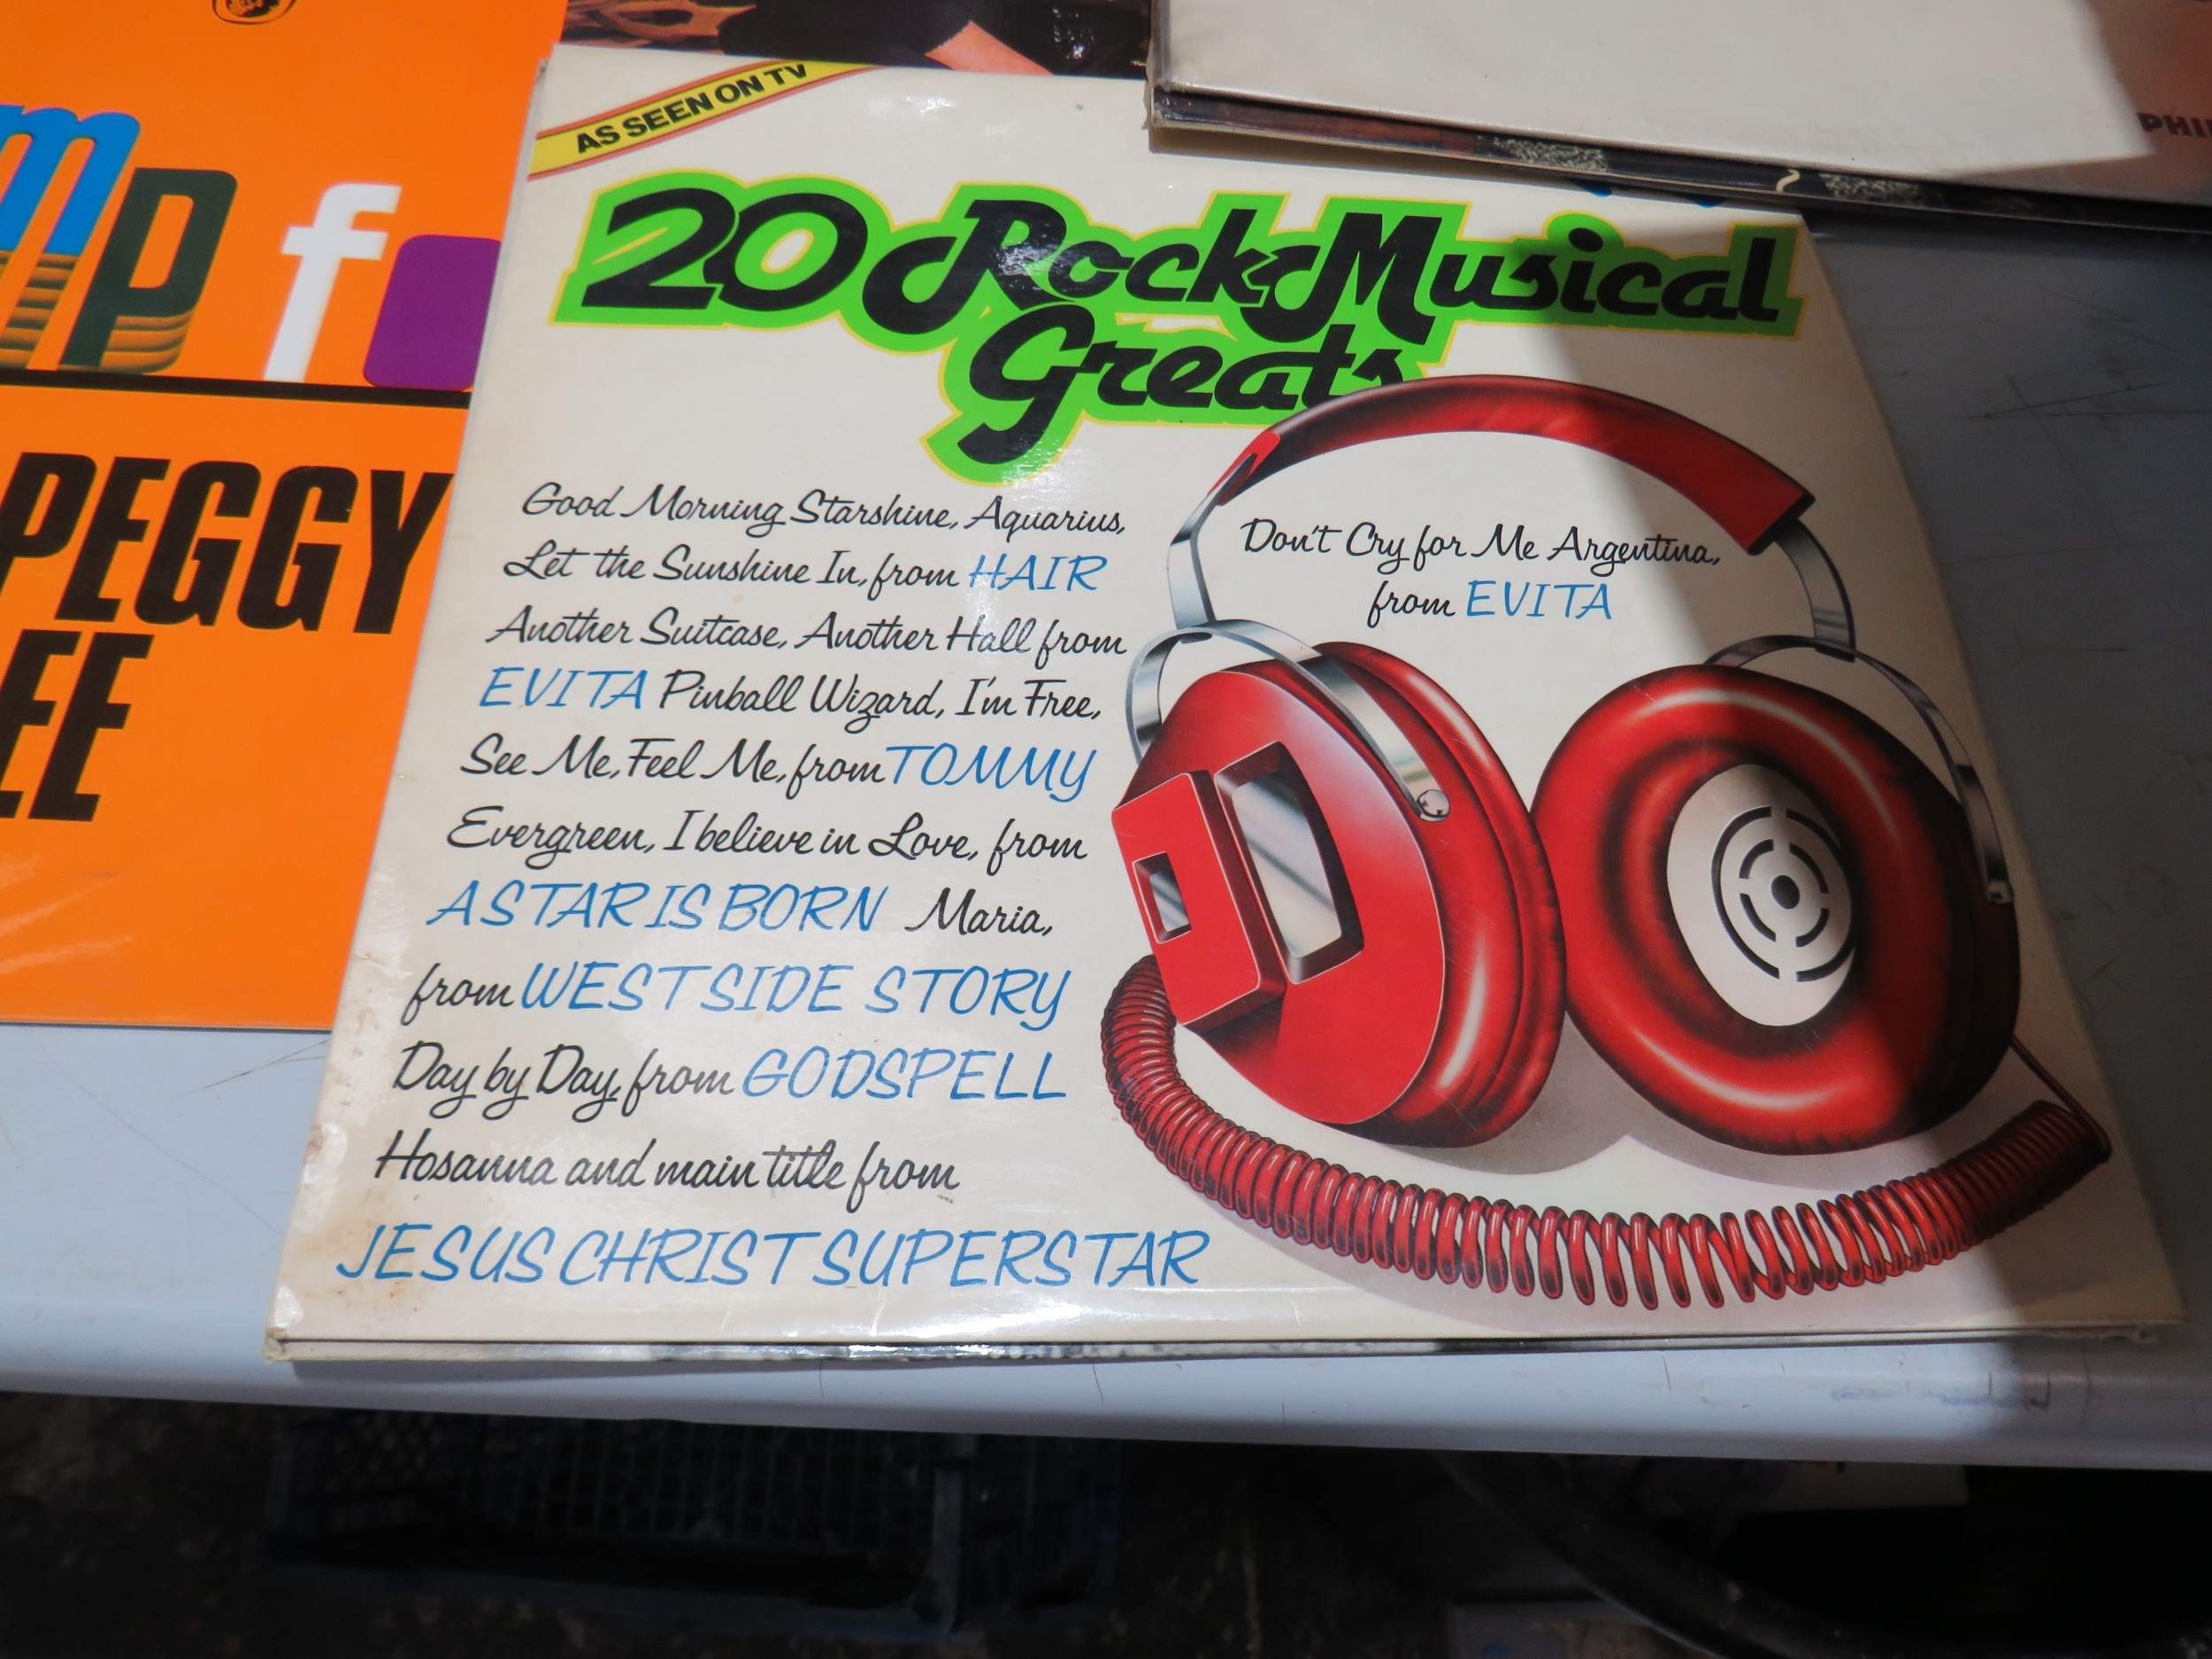 AS SEEN ON TV
20 Rock Musical
Greats
Good Morning Starshine, Aquarius,
Let the Sunshine In, from HAIR
Another Suitcase, Another Hall from
EVITA Pinball Wizard, I'm Free,
See Me, Feel Me, from TOMMY
Evergreen, I believe in Love, from
A STAR IS BORN Maria,
from WEST SIDE STORY
Day by Day, from GODSPELL
Hosanna and main title from
JESUS CHRIST SUPERSTAR
Don't Cry for Me Argentina,
from EVITA
mp f
PEGGY
EE
PHI